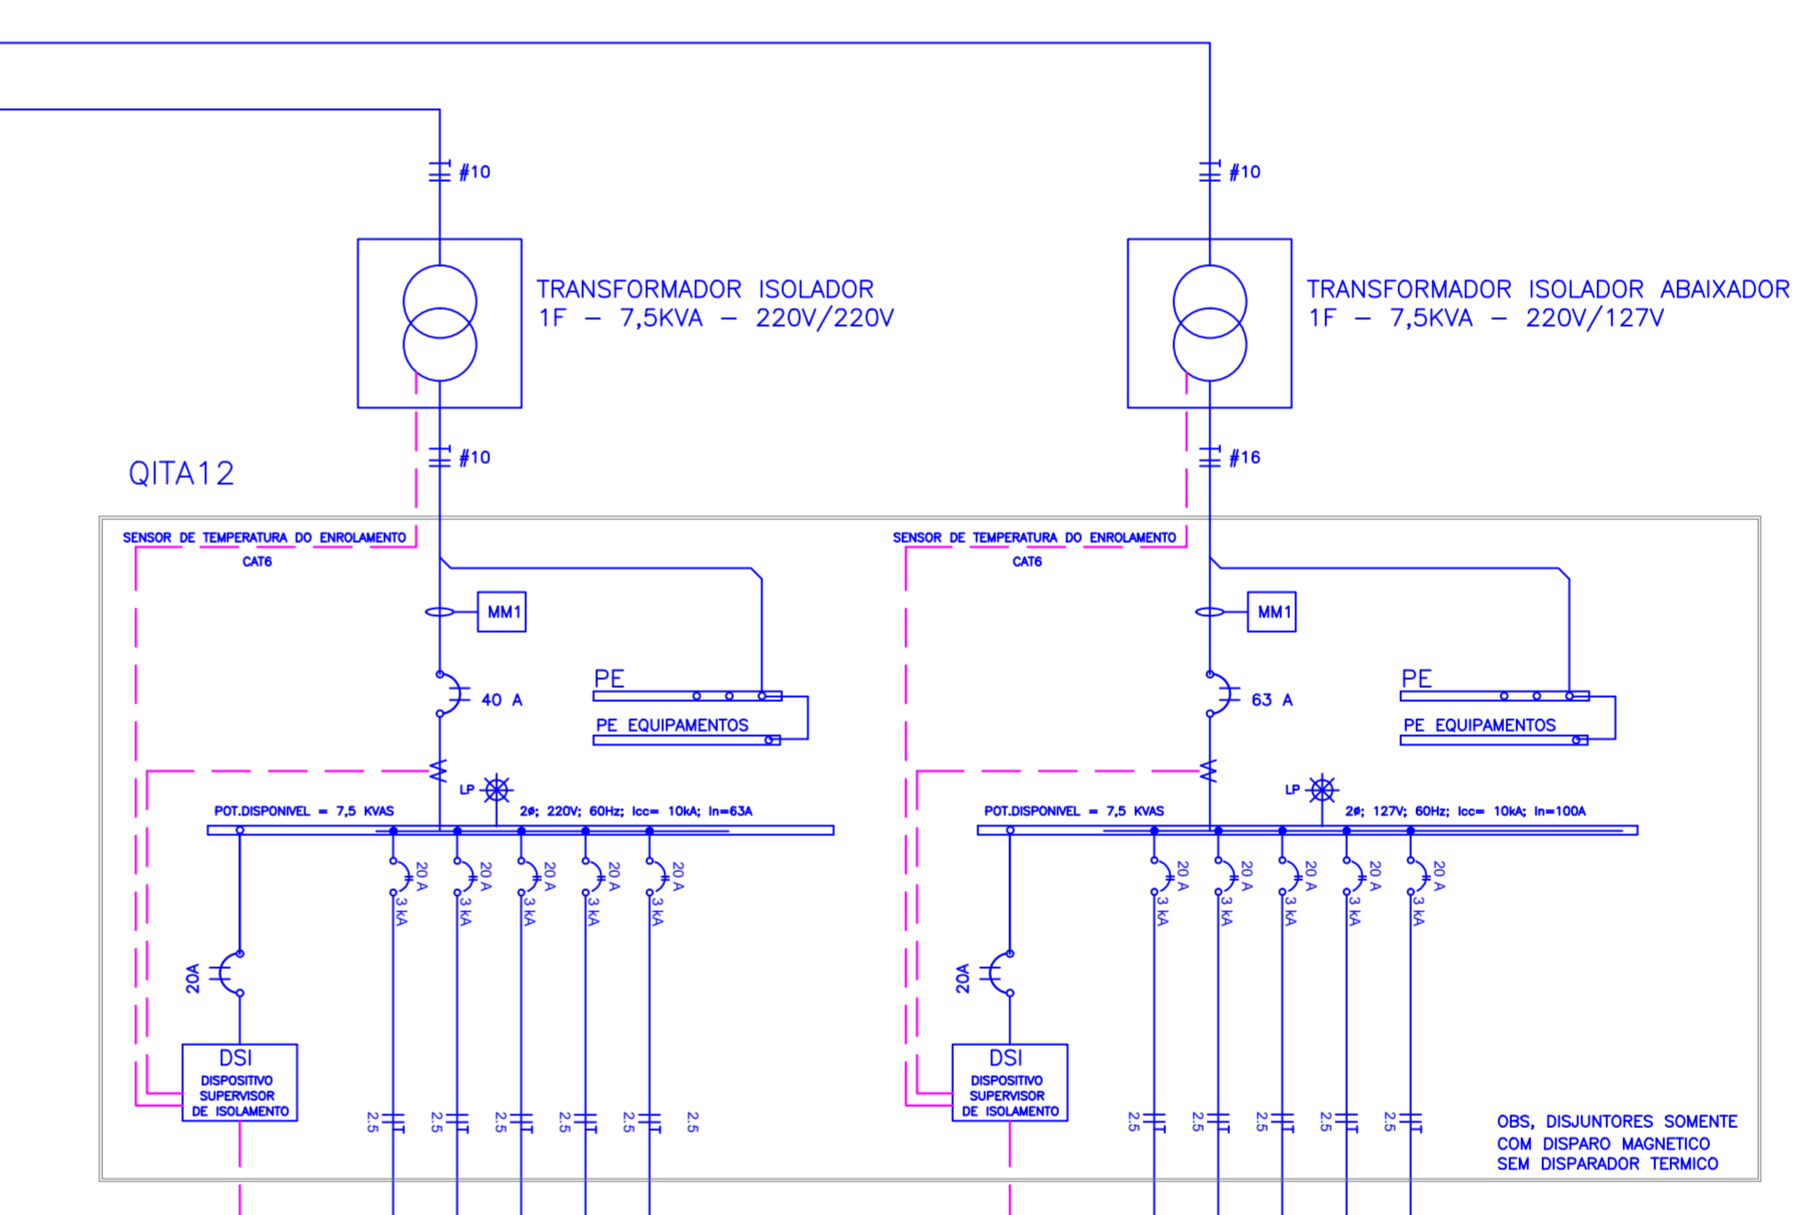 #10
#10
TRANSFORMADOR ISOLADOR
1F - 7,5KVA - 220V/220V
TRANSFORMADOR ISOLADOR ABAIXADOR
1F - 7,5KVA - 220V/127V
#10
#16
QITA12
SENSOR DE TEMPERATURA DO ENROLAMENTO
CAT6
MM1
PE
40 A
PE EQUIPAMENTOS
LP
POT.DISPONIVEL = 7,5 KVAS
2ø; 220V; 60Hz; Icc= 10kA; In=63A
20 A
20 A
20 A
20 A
20 A
3 kA
3 kA
3 kA
3 kA
3 kA
20A
DSI
DISPOSITIVO
SUPERVISOR
DE ISOLAMENTO
2.5
2.5
2.5
2.5
2.5
2.5
SENSOR DE TEMPERATURA DO ENROLAMENTO
CAT6
MM1
PE
63 A
PE EQUIPAMENTOS
LP
POT.DISPONIVEL = 7,5 KVAS
2ø; 127V; 60Hz; Icc= 10kA; In=100A
20 A
20 A
20 A
20 A
20 A
3 kA
3 kA
3 kA
3 kA
3 kA
20A
DSI
DISPOSITIVO
SUPERVISOR
DE ISOLAMENTO
2.5
2.5
2.5
2.5
2.5
OBS, DISJUNTORES SOMENTE
COM DISPARO MAGNETICO
SEM DISPARADOR TERMICO